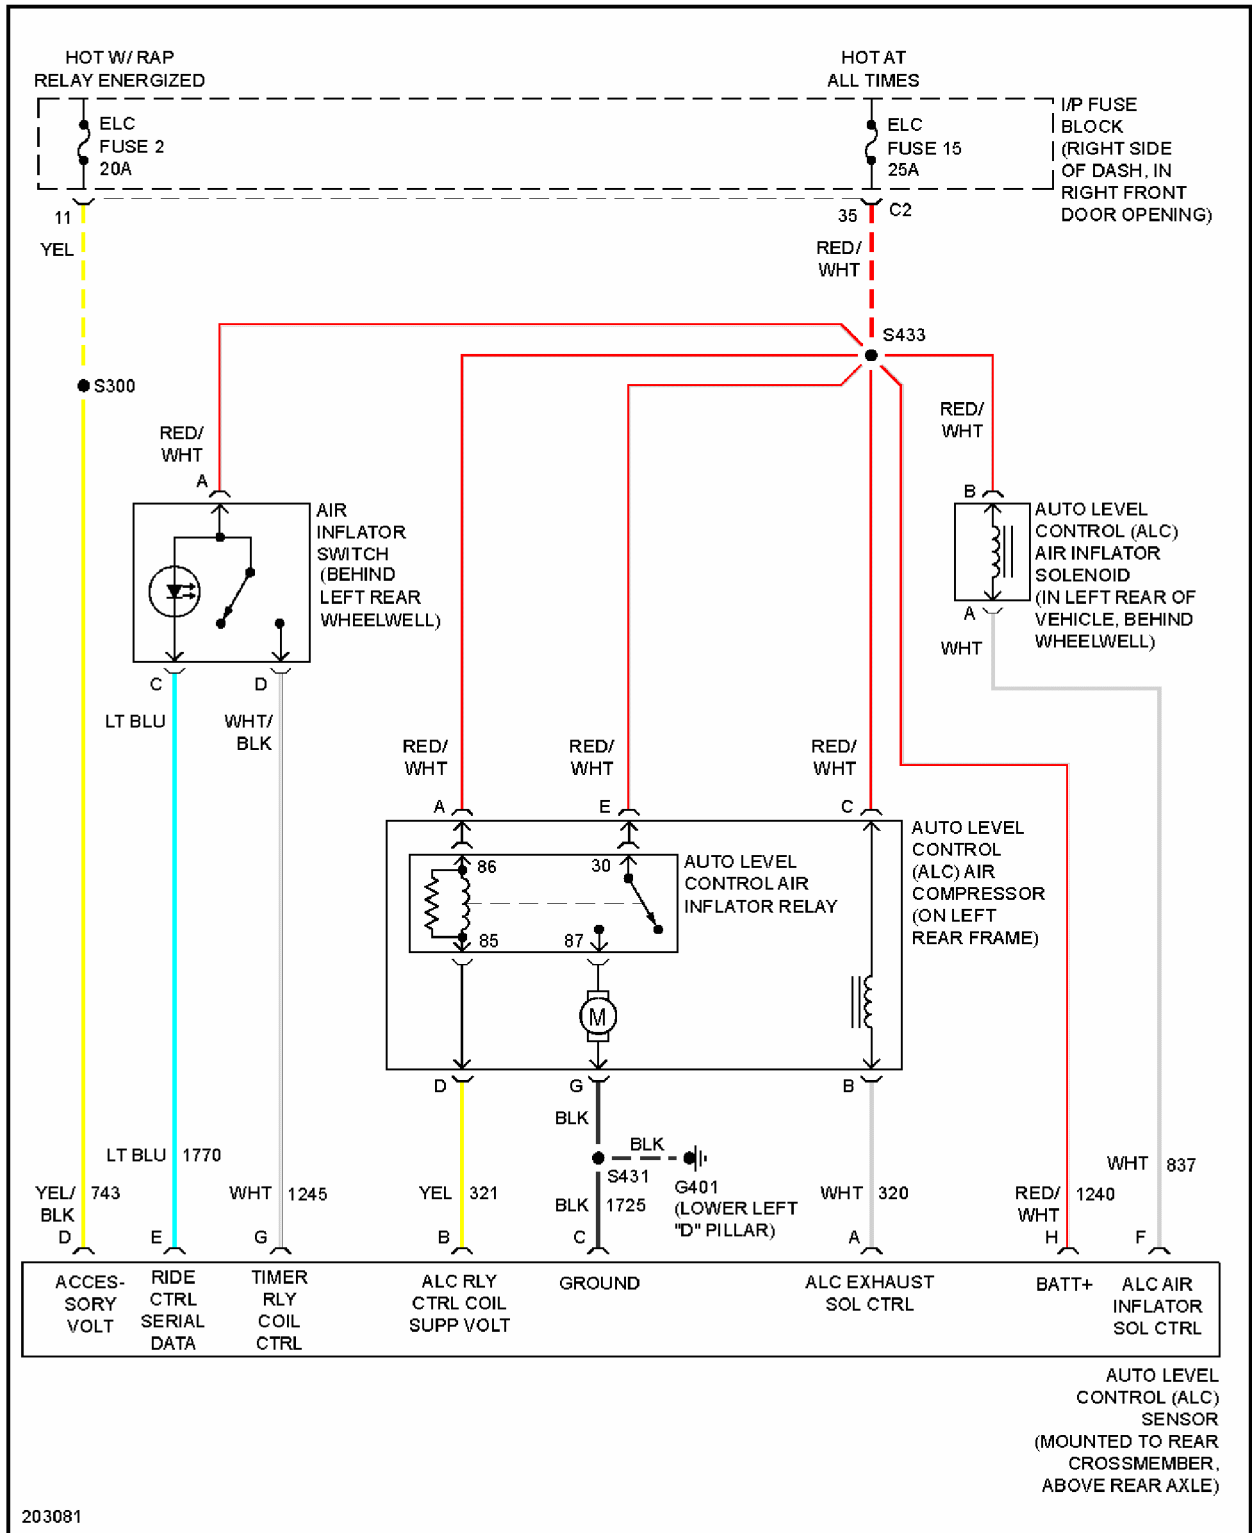 HOT W/ RAP
RELAY ENERGIZED
HOT AT
ALL TIMES
ELC
FUSE 2
20A
ELC
FUSE 15
25A
I/P FUSE
BLOCK
(RIGHT SIDE
OF DASH, IN
RIGHT FRONT
DOOR OPENING)
11
35
C2
YEL
RED/
WHT
S433
S300
RED/
WHT
A
AIR
INFLATOR
SWITCH
(BEHIND
LEFT REAR
WHEELWELL)
RED/
WHT
B
AUTO LEVEL
CONTROL (ALC)
AIR INFLATOR
SOLENOID
(IN LEFT REAR OF
VEHICLE, BEHIND
WHEELWELL)
A
WHT
C
D
LT BLU
WHT/
BLK
RED/
WHT
RED/
WHT
RED/
WHT
A
E
C
86
30
85
87
AUTO LEVEL
CONTROL AIR
INFLATOR RELAY
AUTO LEVEL
CONTROL
(ALC) AIR
COMPRESSOR
(ON LEFT
REAR FRAME)
M
D
G
B
BLK
BLK
S431
G401
(LOWER LEFT
"D" PILLAR)
LT BLU 1770
YEL/ 743
BLK
WHT 1245
YEL 321
BLK 1725
WHT 320
RED/ 1240
WHT
WHT 837
D
E
G
B
C
A
H
F
ACCES-
SORY
VOLT
RIDE
CTRL
SERIAL
DATA
TIMER
RLY
COIL
CTRL
ALC RLY
CTRL COIL
SUPP VOLT
GROUND
ALC EXHAUST
SOL CTRL
BATT+
ALC AIR
INFLATOR
SOL CTRL
AUTO LEVEL
CONTROL (ALC)
SENSOR
(MOUNTED TO REAR
CROSSMEMBER,
ABOVE REAR AXLE)
203081